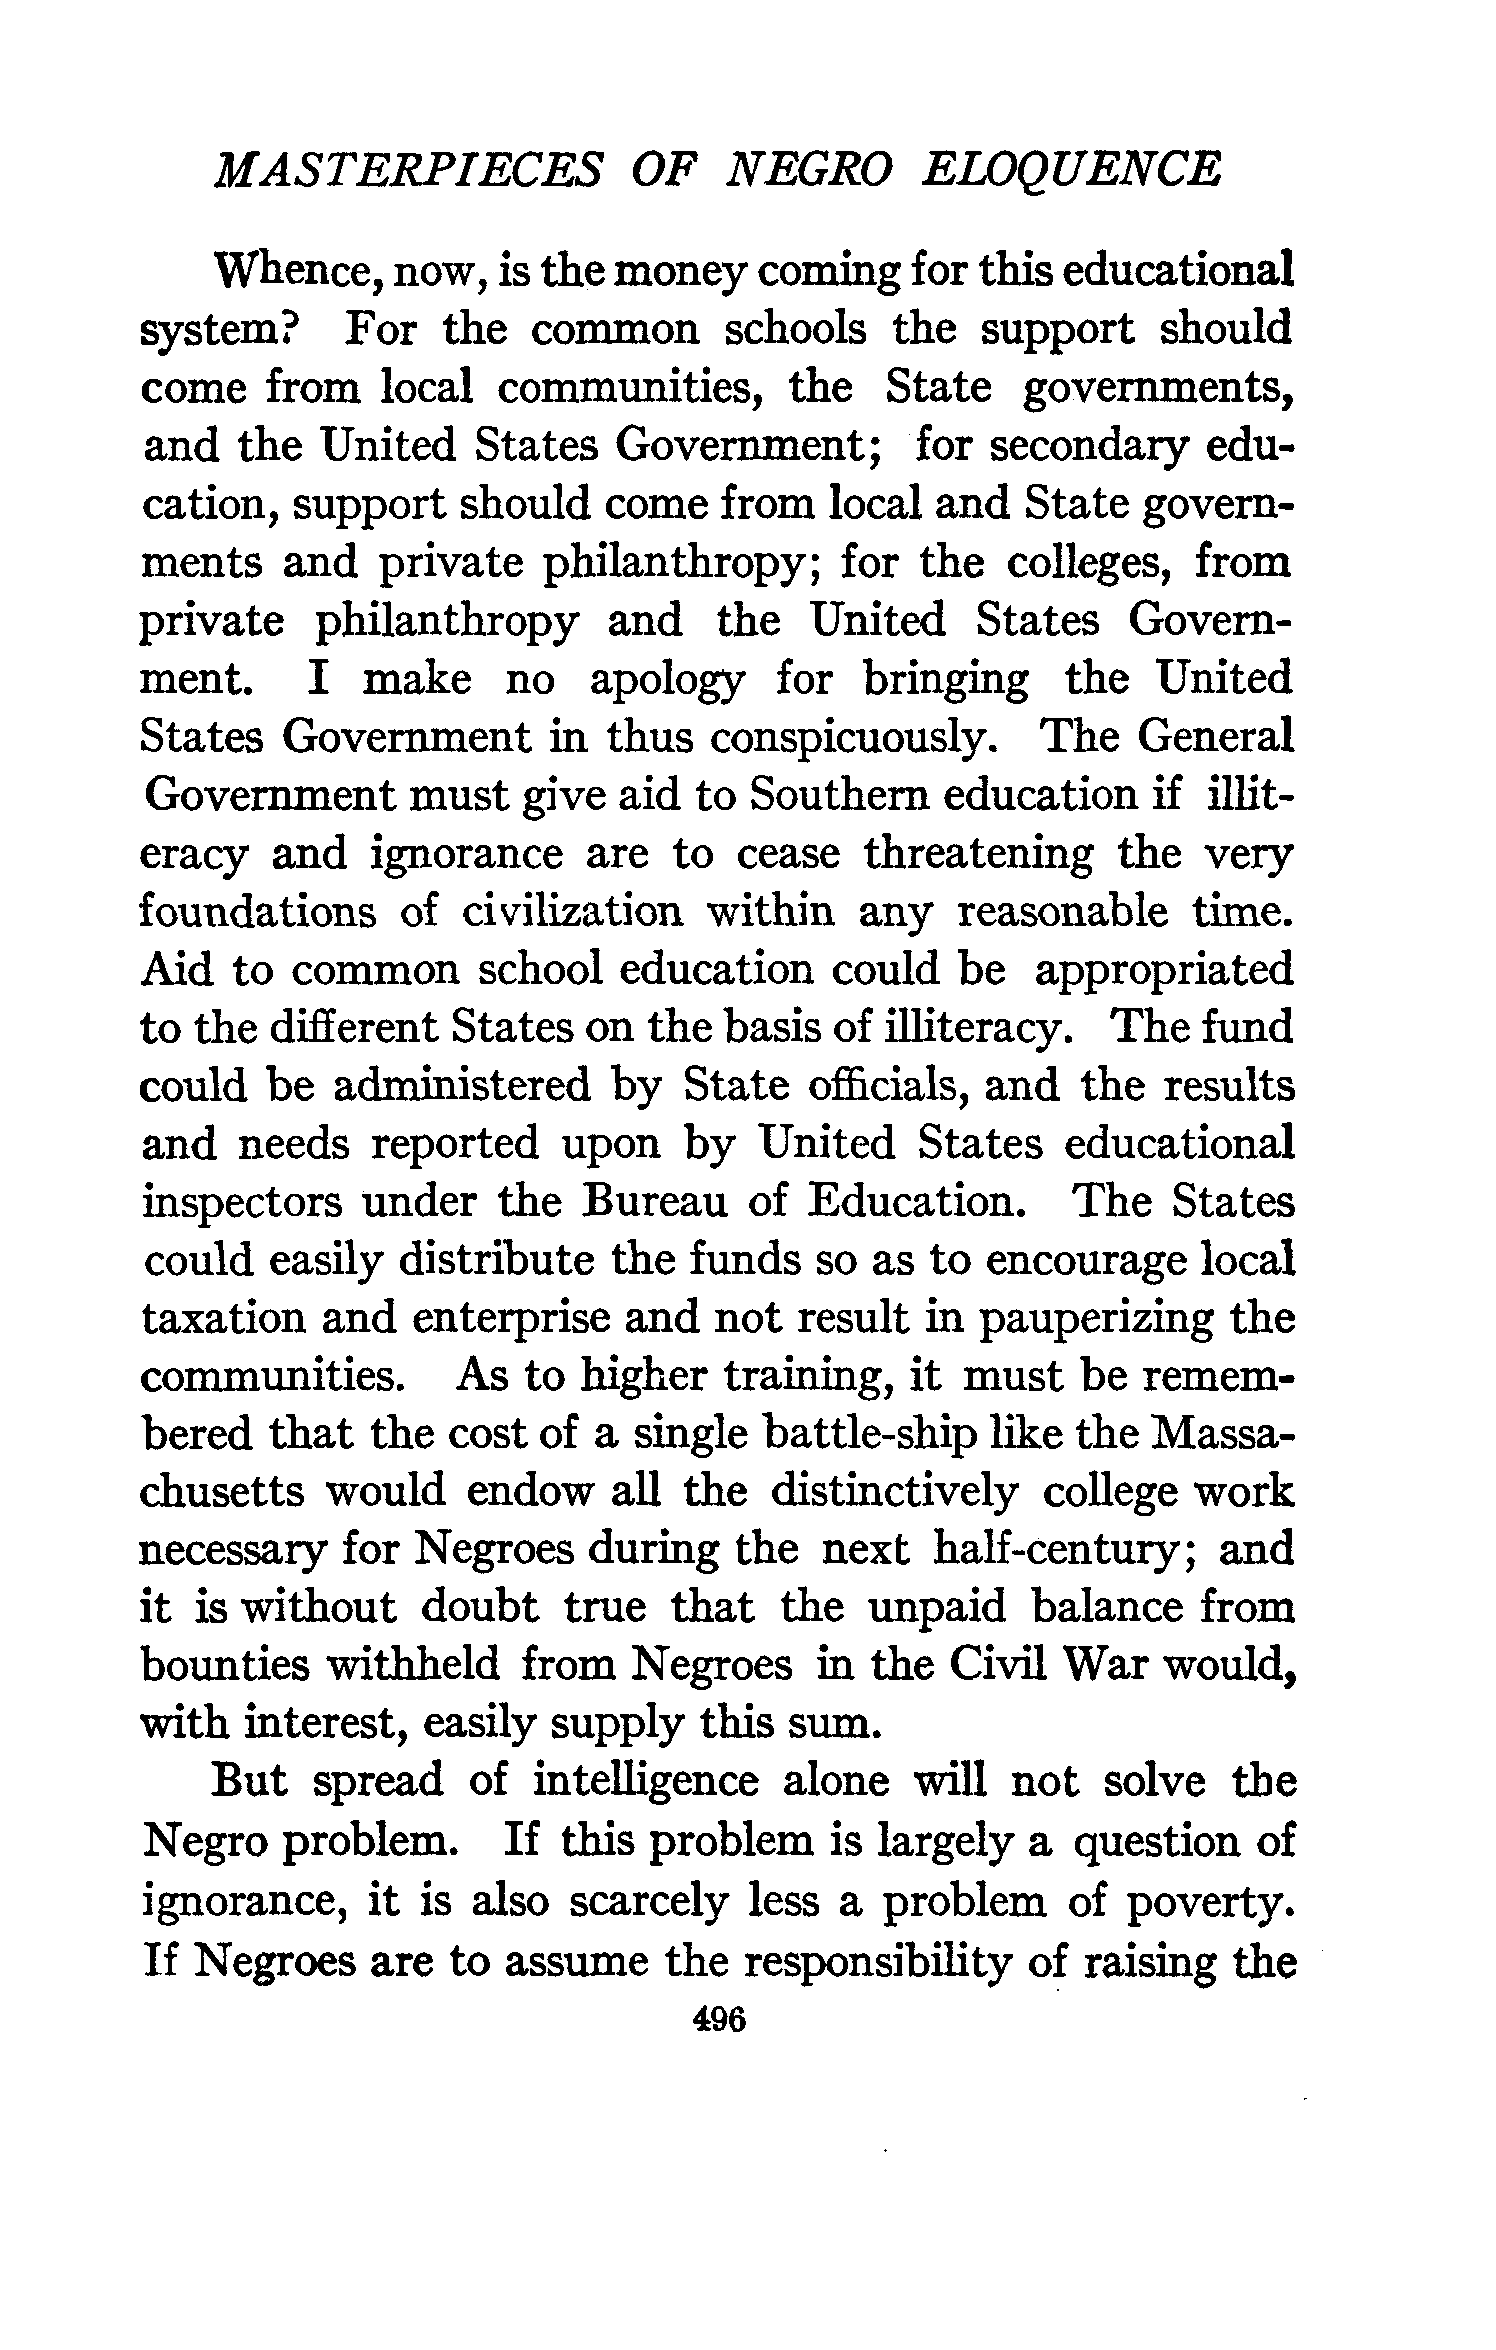 MASTERPIECES OF NEGRO ELOQUENCE
Whence, now, is the money coming for this educational
system? For the common schools the support should
come from local communities, the State governments,
and the United States Government; for secondary edu-
cation, support should come from local and State govern-
ments and private philanthropy; for the colleges, from
private philanthropy and the United States Govern-
ment. I make no apology for bringing the United
States Government in thus conspicuously. The General
Government must give aid to Southern education if illit-
eracy and ignorance are to cease threatening the very
foundations of civilization within any reasonable time.
Aid to common school education could be appropriated
to the different States on the basis of illiteracy. The fund
could be administered by State officials, and the results
and needs reported upon by United States educational
inspectors under the Bureau of Education. The States
could easily distribute the funds so as to encourage local
taxation and enterprise and not result in pauperizing the
communities. As to higher training, it must be remem-
bered that the cost of a single battle-ship like the Massa-
chusetts would endow all the distinctively college work
necessary for Negroes during the next half-century; and
it is without doubt true that the unpaid balance from
bounties withheld from Negroes in the Civil War would,
with interest, easily supply this sum.
But spread of intelligence alone will not solve the
Negro problem. If this problem is largely a question of
ignorance, it is also scarcely less a problem of poverty.
If Negroes are to assume the responsibility of raising the
496